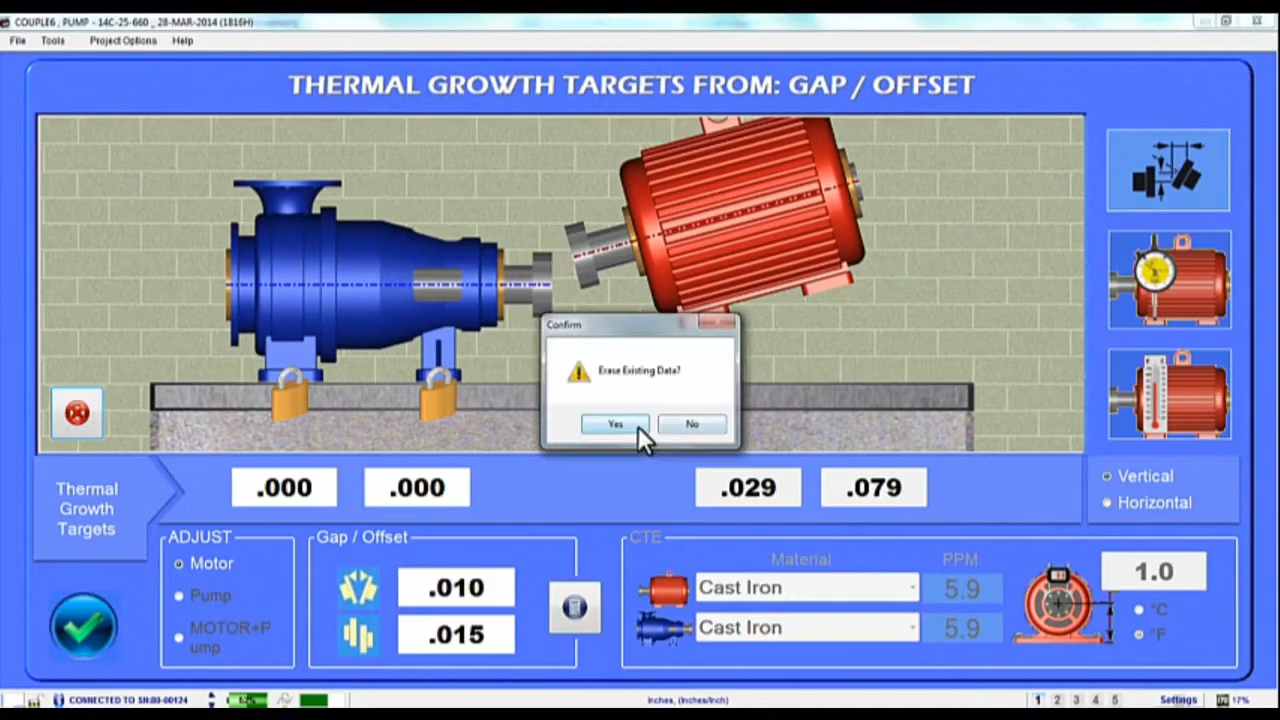 COUPLE6 , PUMP - 14C-25-660 _ 28-MAR-2014 (1816H)
File Tools Project Options Help
THERMAL GROWTH TARGETS FROM: GAP / OFFSET
Confirm
Erase Existing Data?
Yes No
Thermal
Growth
Targets
.000 .000 .029 .079
Vertical
Horizontal
ADJUST
Motor
Pump
MOTOR+P
ump
Gap / Offset
.010
.015
CTE
Material PPM
Cast Iron 5.9
Cast Iron 5.9
1.0
°C
°F
CONNECTED TO SH:00-00124
Inches, (Inches/Inch)
1 2 3 4 5
Settings
17%